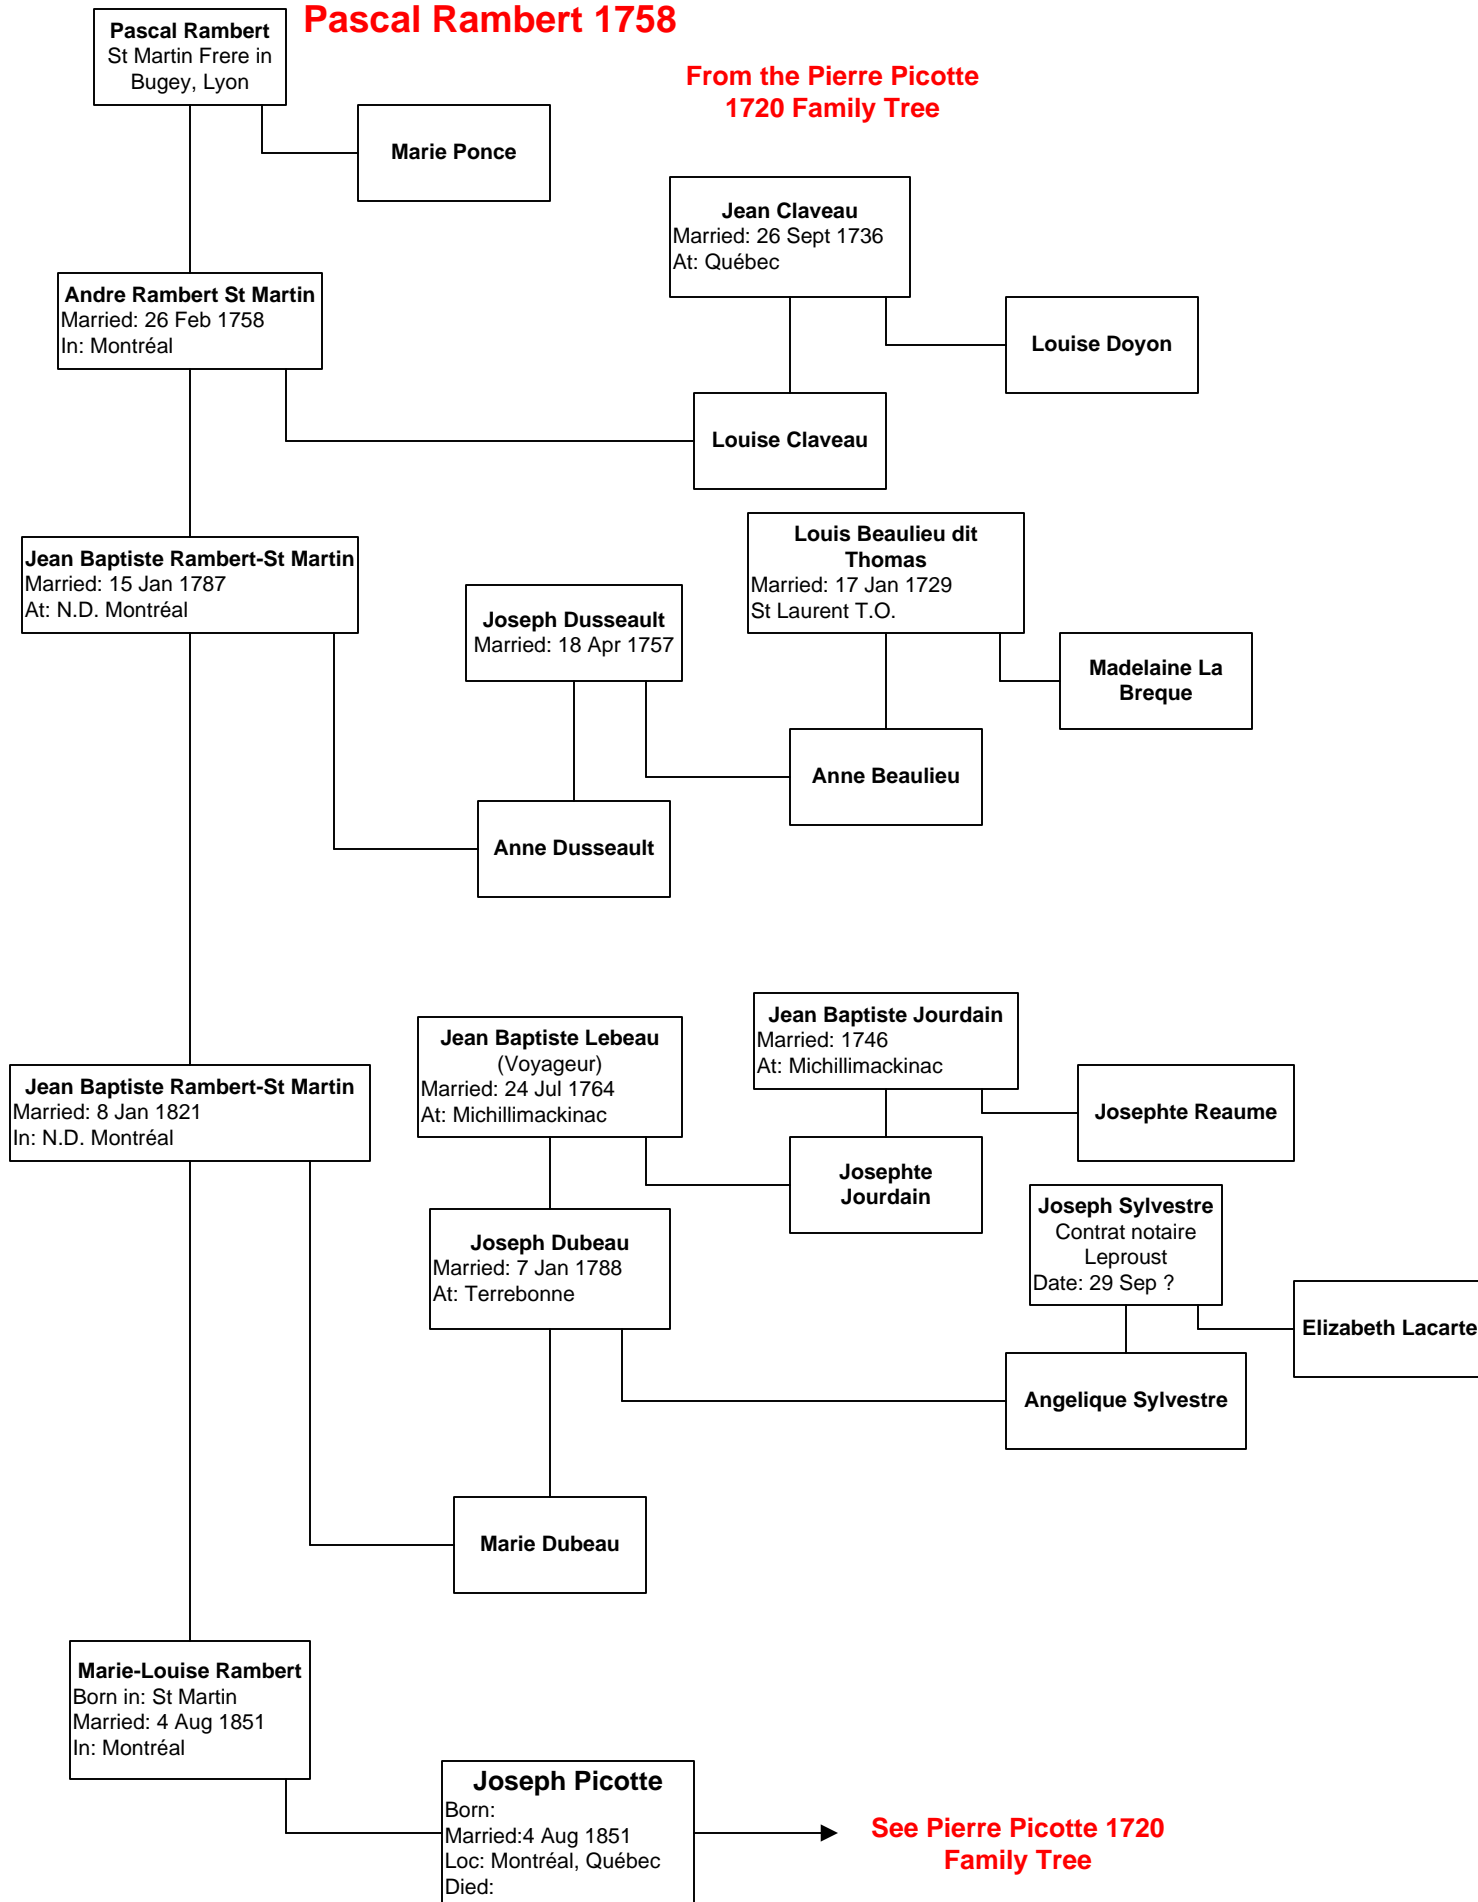 Pascal Rambert 1758
Pascal Rambert
St Martin Frere in
Bugey, Lyon
From the Pierre Picotte
1720 Family Tree
Marie Ponce
Jean Claveau
Married: 26 Sept 1736
At: Québec
Andre Rambert St Martin
Married: 26 Feb 1758
In: Montréal
Louise Doyon
Louise Claveau
Louis Beaulieu dit
Thomas
Married: 17 Jan 1729
St Laurent T.O.
Jean Baptiste Rambert-St Martin
Married: 15 Jan 1787
At: N.D. Montréal
Joseph Dusseault
Married: 18 Apr 1757
Madelaine La
Breque
Anne Beaulieu
Anne Dusseault
Jean Baptiste Jourdain
Married: 1746
At: Michillimackinac
Jean Baptiste Lebeau
(Voyageur)
Married: 24 Jul 1764
At: Michillimackinac
Jean Baptiste Rambert-St Martin
Married: 8 Jan 1821
In: N.D. Montréal
Josephte Reaume
Josephte
Jourdain
Joseph Sylvestre
Contrat notaire
Leproust
Date: 29 Sep ?
Joseph Dubeau
Married: 7 Jan 1788
At: Terrebonne
Elizabeth Lacarte
Angelique Sylvestre
Marie Dubeau
Marie-Louise Rambert
Born in: St Martin
Married: 4 Aug 1851
In: Montréal
Joseph Picotte
Born:
Married:4 Aug 1851
Loc: Montréal, Québec
Died:
See Pierre Picotte 1720
Family Tree